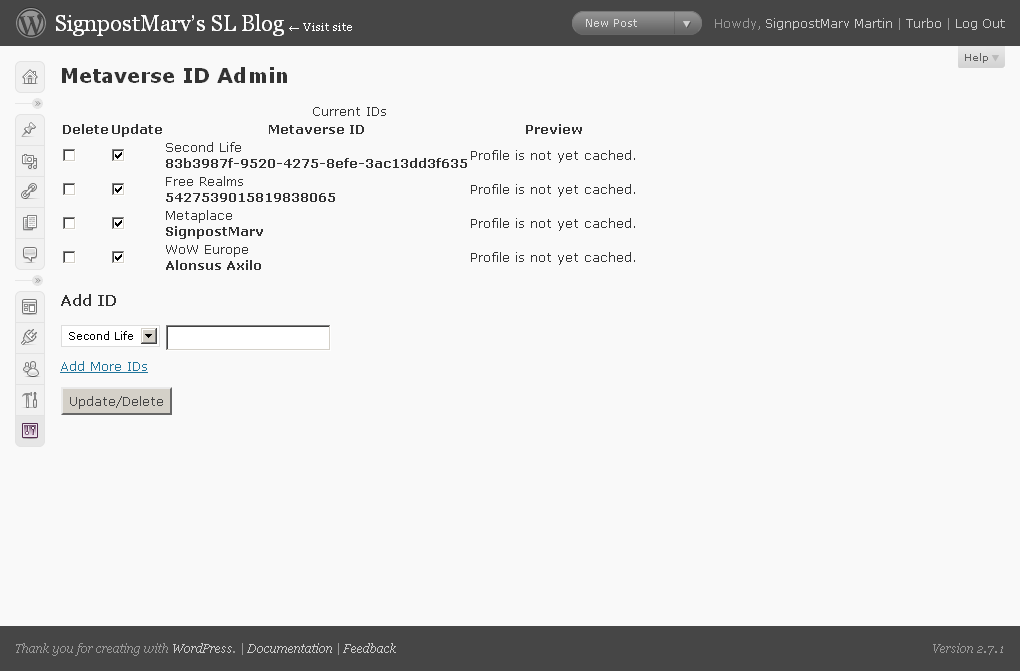 SignpostMarv's SL Blog ← Visit site New Post ▼ Howdy, SignpostMarv Martin | Turbo | Log Out
Help ▼
Metaverse ID Admin
Current IDs
Delete Update Metaverse ID Preview
Second Life
83b3987f-9520-4275-8efe-3ac13dd3f635 Profile is not yet cached.
Free Realms
5427539015819838065 Profile is not yet cached.
Metaplace
SignpostMarv Profile is not yet cached.
WoW Europe
Alonsus Axilo Profile is not yet cached.
Add ID
Second Life
Add More IDs
Update/Delete
Thank you for creating with WordPress. | Documentation | Feedback Version 2.7.1